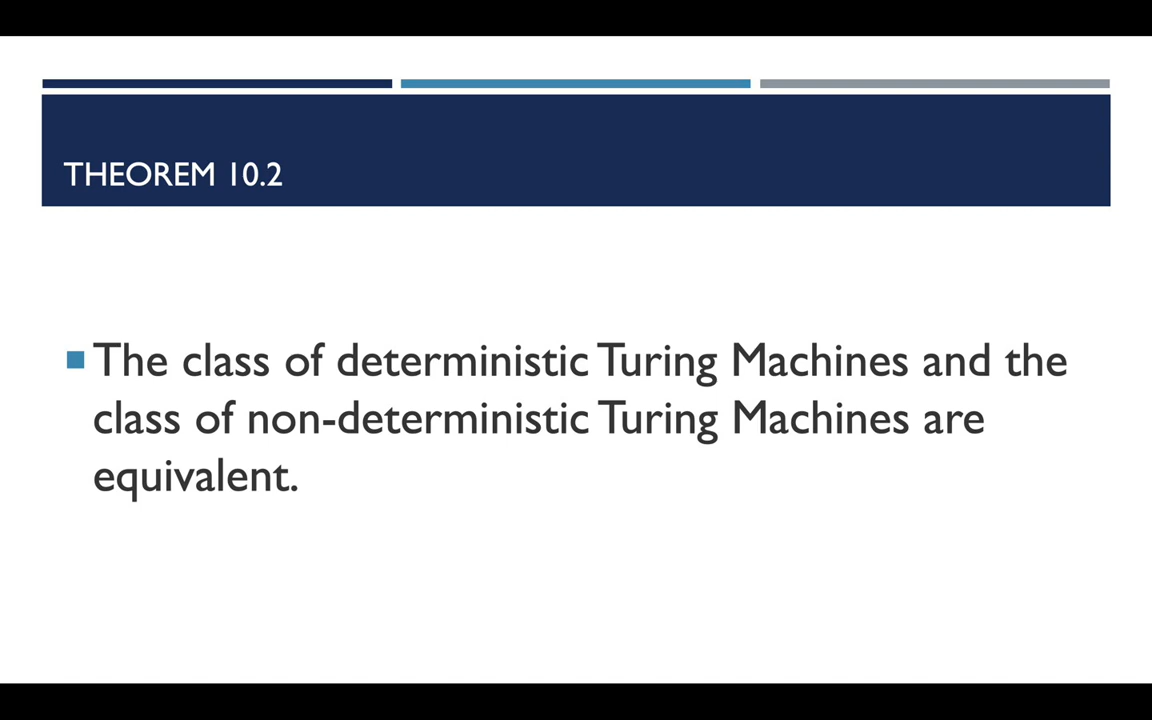 THEOREM 10.2
The class of deterministic Turing Machines and the
class of non-deterministic Turing Machines are
equivalent.